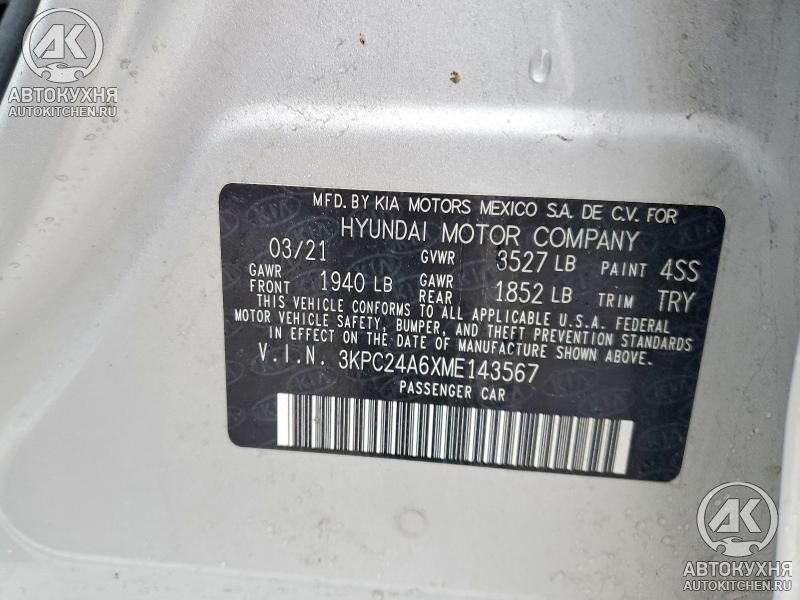 АК
АВТОКУХНЯ
AUTOKITCHEN.RU
MFD. BY KIA MOTORS MEXICO S.A. DE C.V. FOR
HYUNDAI MOTOR COMPANY
03/21 GVWR 3527 LB PAINT 4SS
GAWR FRONT 1940 LB GAWR REAR 1852 LB TRIM TRY
THIS VEHICLE CONFORMS TO ALL APPLICABLE U.S.A. FEDERAL
MOTOR VEHICLE SAFETY, BUMPER, AND THEFT PREVENTION STANDARDS
IN EFFECT ON THE DATE OF MANUFACTURE SHOWN ABOVE.
V.I.N. 3KPC24A6XME143567
PASSENGER CAR
АК
АВТОКУХНЯ
AUTOKITCHEN.RU